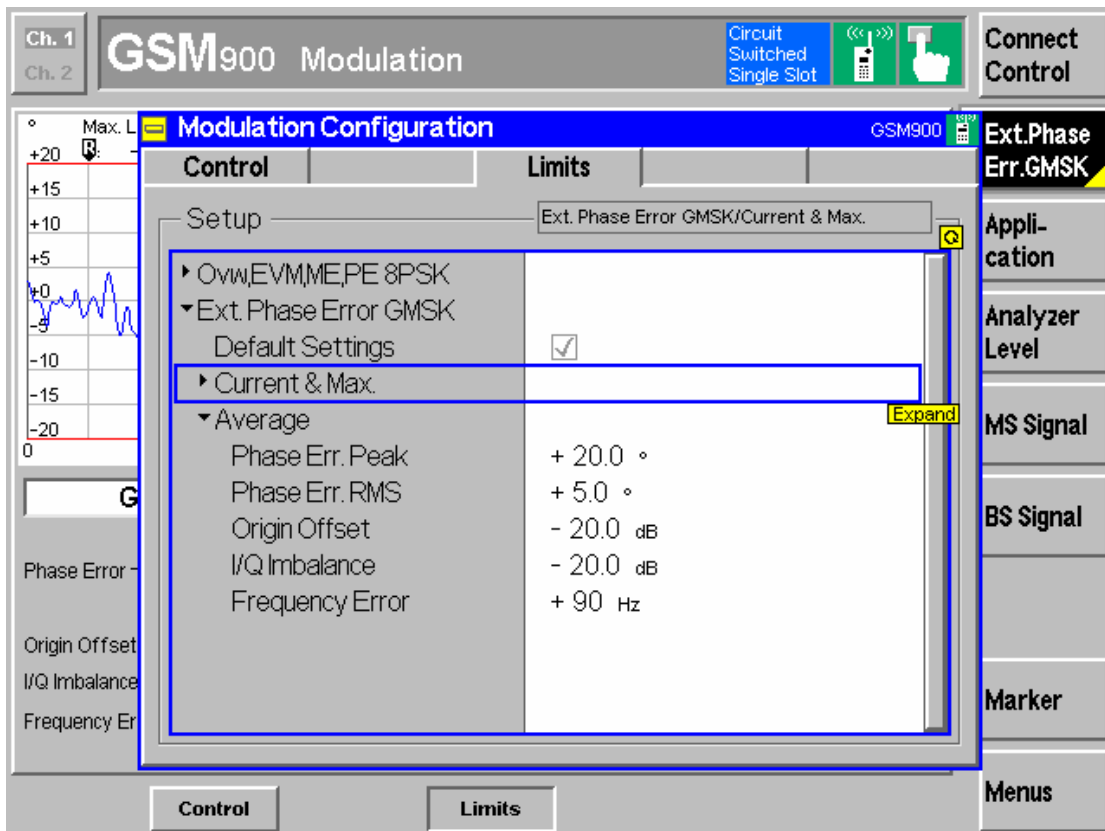 Ch. 1
Ch. 2
GSM900 Modulation
Circuit
Switched
Single Slot
Connect
Control
° Max. L
R:
+20
+15
+10
+5
+0
-5
-10
-15
-20
0
G
Phase Error
Origin Offset
I/Q Imbalance
Frequency Er
Modulation Configuration
GSM900
Control
Limits
Setup
Ext. Phase Error GMSK/Current & Max.
Ovw,EVM,ME,PE 8PSK
Ext. Phase Error GMSK
Default Settings
Current & Max.
Expand
Average
Phase Err. Peak + 20.0 °
Phase Err. RMS + 5.0 °
Origin Offset - 20.0 dB
I/Q Imbalance - 20.0 dB
Frequency Error + 90 Hz
Ext.Phase
Err.GMSK
Appli-
cation
Analyzer
Level
MS Signal
BS Signal
Marker
Menus
Control
Limits